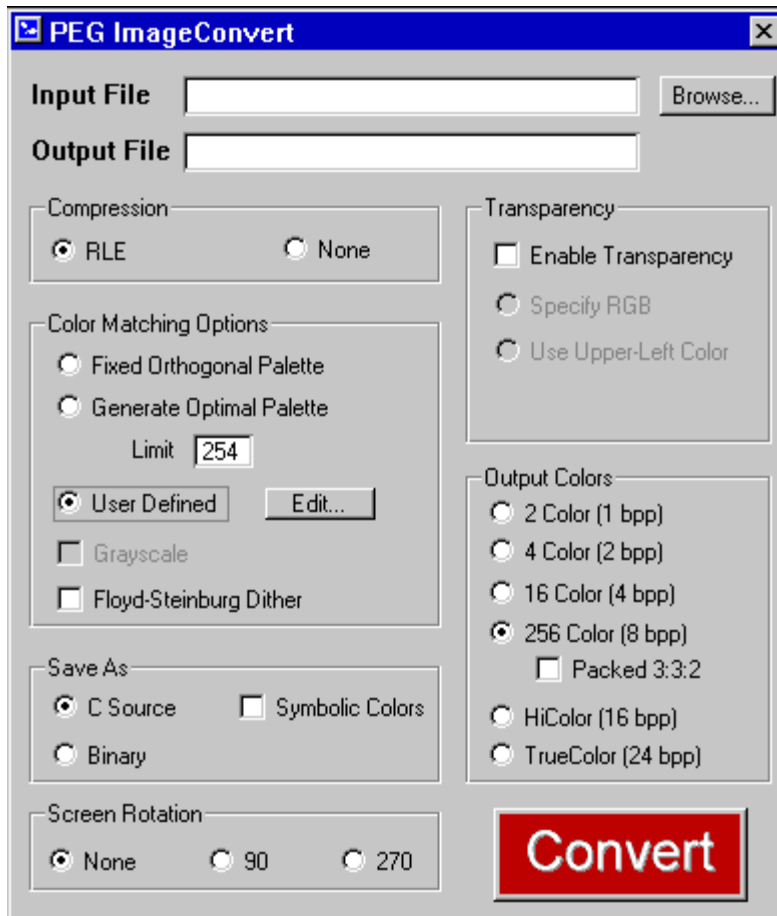 PEG ImageConvert
Input File
Browse...
Output File
Compression
RLE
None
Color Matching Options
Fixed Orthogonal Palette
Generate Optimal Palette
Limit 254
User Defined
Edit...
Grayscale
Floyd-Steinburg Dither
Save As
C Source
Symbolic Colors
Binary
Screen Rotation
None
90
270
Transparency
Enable Transparency
Specify RGB
Use Upper-Left Color
Output Colors
2 Color (1 bpp)
4 Color (2 bpp)
16 Color (4 bpp)
256 Color (8 bpp)
Packed 3:3:2
HiColor (16 bpp)
TrueColor (24 bpp)
Convert